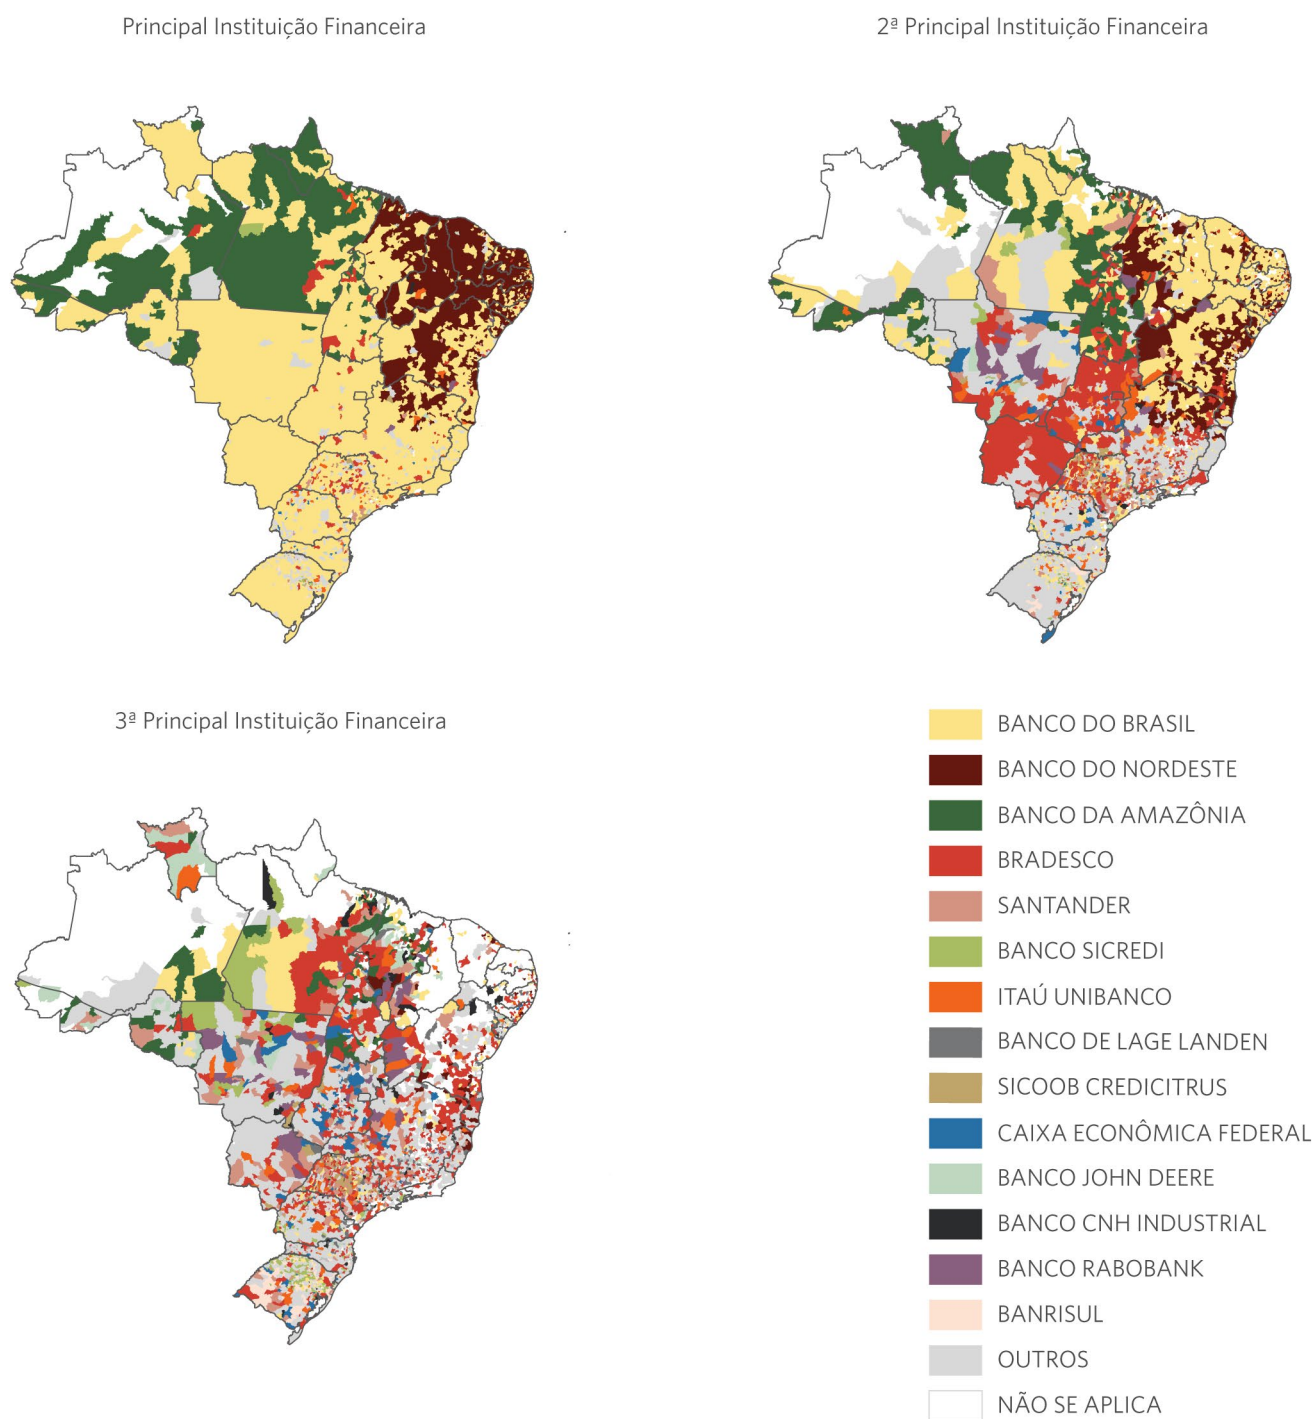 Principal Instituição Financeira
2ª Principal Instituição Financeira
3ª Principal Instituição Financeira
BANCO DO BRASIL
BANCO DO NORDESTE
BANCO DA AMAZÔNIA
BRADESCO
SANTANDER
BANCO SICREDI
ITAÚ UNIBANCO
BANCO DE LAGE LANDEN
SICOOB CREDICITRUS
CAIXA ECONÔMICA FEDERAL
BANCO JOHN DEERE
BANCO CNH INDUSTRIAL
BANCO RABOBANK
BANRISUL
OUTROS
NÃO SE APLICA